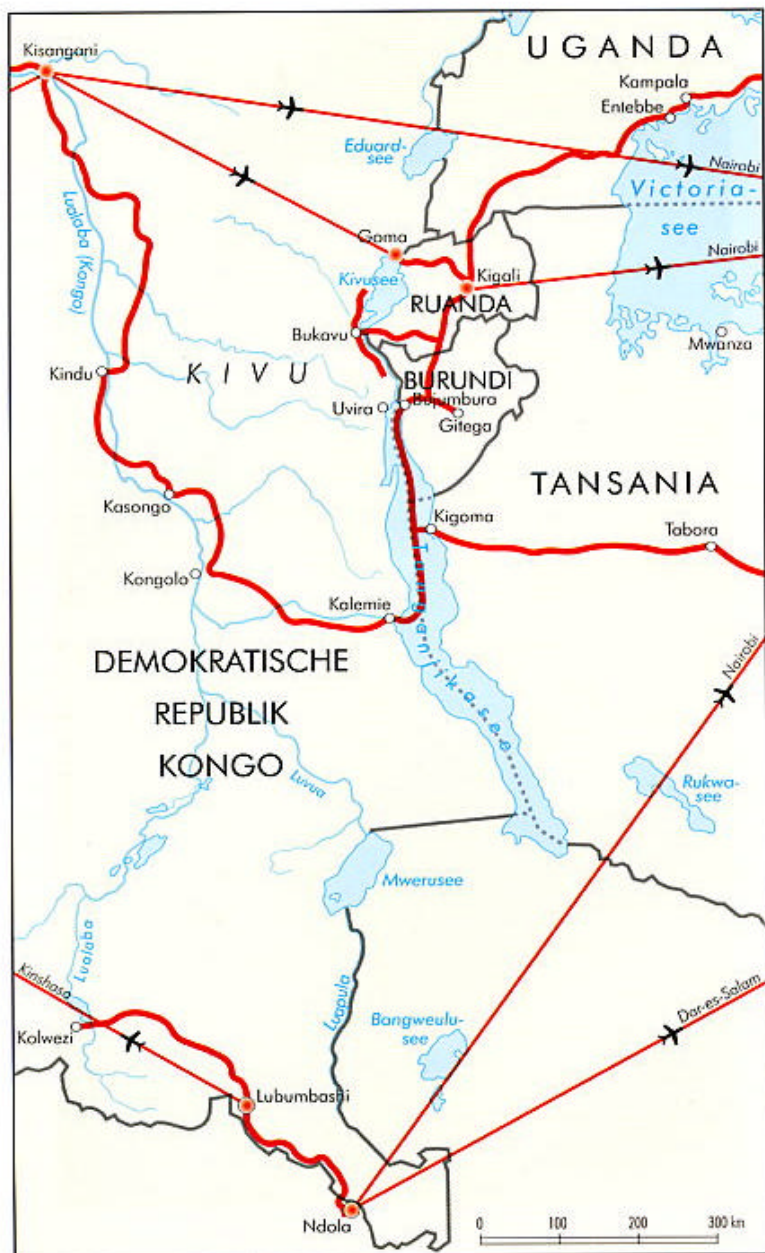 Kisangani
UGANDA
Kampala
Entebbe
Eduard-
see
Nairobi
Victoria-
see
Lualaba (Kongo)
Goma
Nairobi
Kivusee
Kigali
RUANDA
Bukavu
Mwanza
Kindu
KIVU
BURUNDI
Uvira
Bujumbura
Gitega
TANSANIA
Kasongo
Kigoma
Tabora
Kongolo
Tanganjikasee
Kalemie
DEMOKRATISCHE
REPUBLIK
KONGO
Nairobi
Luvua
Rukwa-
see
Mwerusee
Lualaba
Kinshasa
Luapula
Bangweulu-
see
Dar-es-Salam
Kolwezi
Lubumbashi
Ndola
0 100 200 300 km